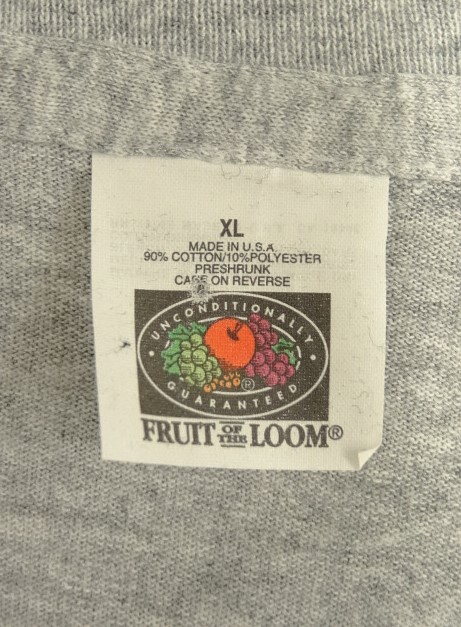 XL
MADE IN U.S.A
90% COTTON/10%POLYESTER
PRESHRUNK
CARE ON REVERSE
• UNCONDITIONALLY •
GUARANTEED
®
FRUIT OF THE LOOM®